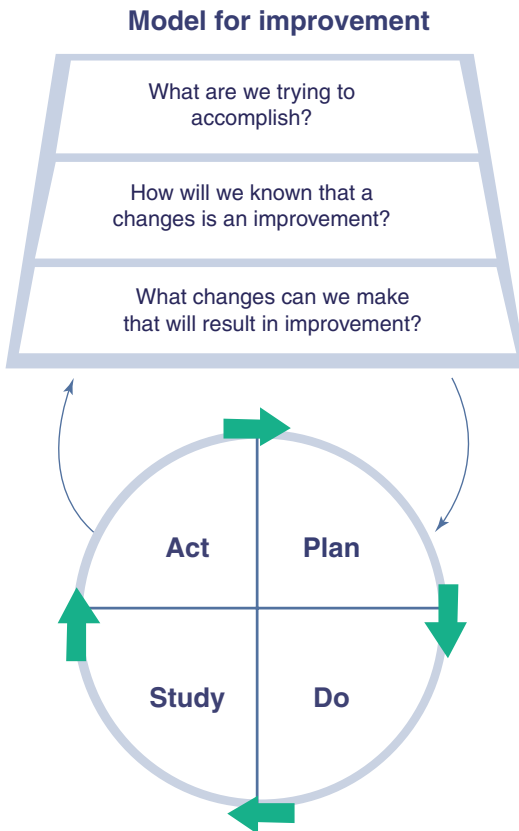 Model for improvement
What are we trying to
accomplish?
How will we known that a
changes is an improvement?
What changes can we make
that will result in improvement?
Act
Plan
Study
Do